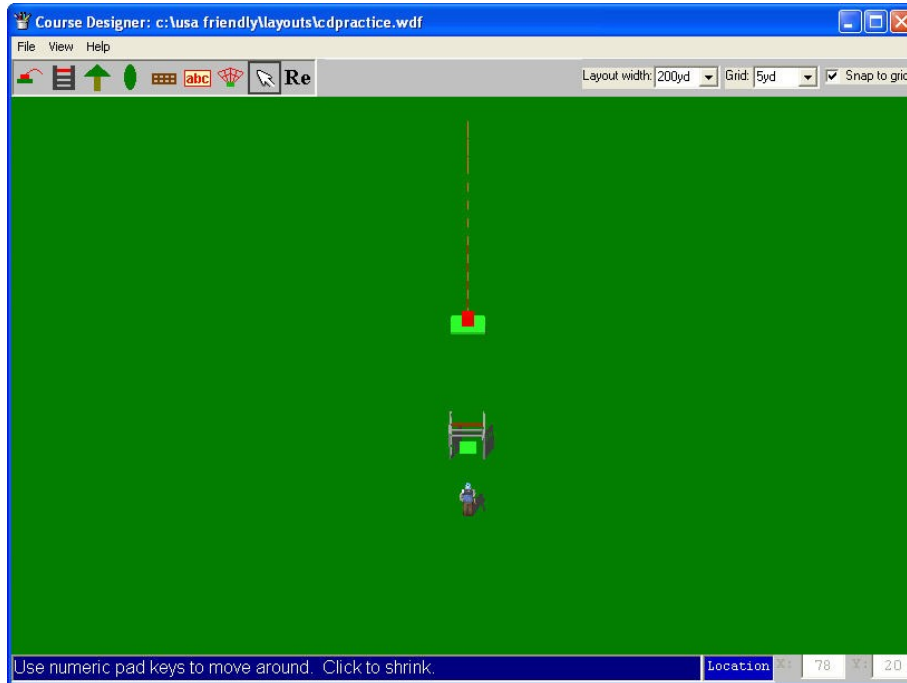 Course Designer: c:\usa friendly\layouts\cdpractice.wdf
File View Help
abc Re Layout width: 200yd Grid: 5yd Snap to grid
Use numeric pad keys to move around. Click to shrink. Location X: 78 Y: 20